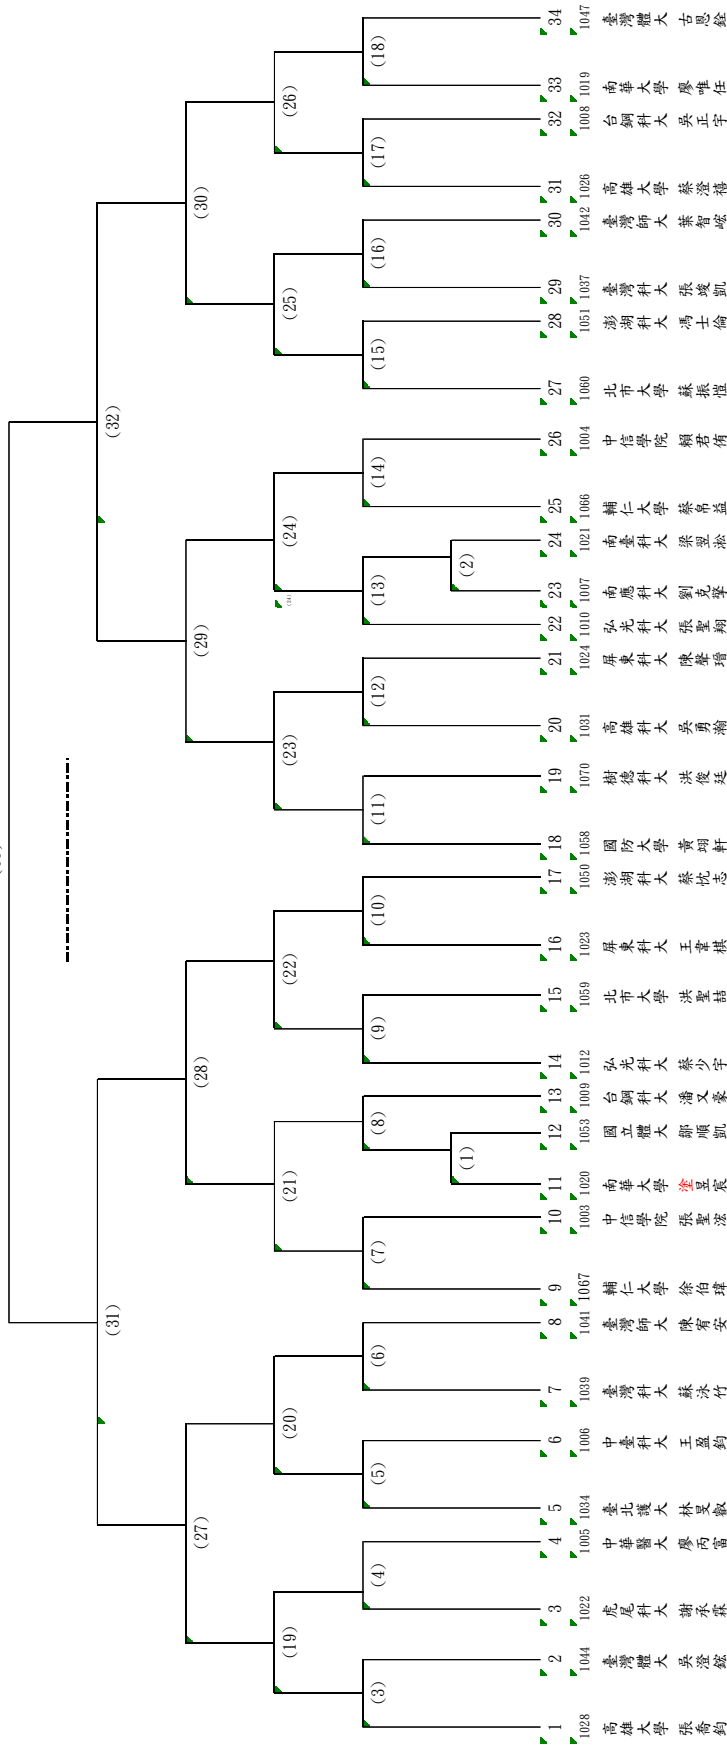 (33)
(32)
(31)
(30)
(29)
(28)
(27)
(26)
(25)
(24)
(23)
(22)
(21)
(20)
(19)
(18)
(17)
(16)
(15)
(14)
(13)
(12)
(11)
(10)
(9)
(8)
(7)
(6)
(5)
(4)
(3)
(2)
(1)
34 1047 臺灣體大 古恩銓
33 1019 南華大學 廖唯任
32 1008 台鋼科大 吳正宇
31 1026 高雄大學 蔡澄禧
30 1042 臺灣師大 葉智峵
29 1037 臺灣科大 張竣凱
28 1051 澎湖科大 馮士倫
27 1060 北市大學 蘇振愷
26 1004 中信學院 賴君侑
25 1066 輔仁大學 蔡帛益
24 1021 南臺科大 梁翌淞
23 1007 南應科大 劉克擎
22 1010 弘光科大 張聖翔
21 1024 屏東科大 陳聲璔
20 1031 高雄科大 吳勇瀚
19 1070 樹德科大 洪俊廷
18 1058 國防大學 黃翊軒
17 1050 澎湖科大 蔡忱志
16 1023 屏東科大 王韋棋
15 1059 北市大學 洪聖喆
14 1012 弘光科大 蔡少宇
13 1009 台鋼科大 潘又豪
12 1053 國立體大 鄒順凱
11 1020 南華大學 塗昱宸
10 1003 中信學院 張聖浤
9 1067 輔仁大學 徐伯瑋
8 1041 臺灣師大 陳宥安
7 1039 臺灣科大 蘇泳竹
6 1006 中臺科大 王盈鈞
5 1034 臺北護大 林旻叡
4 1005 中華醫大 廖丙富
3 1022 虎尾科大 謝承霖
2 1044 臺灣體大 吳澄鋐
1 1028 高雄大學 張喬鈞